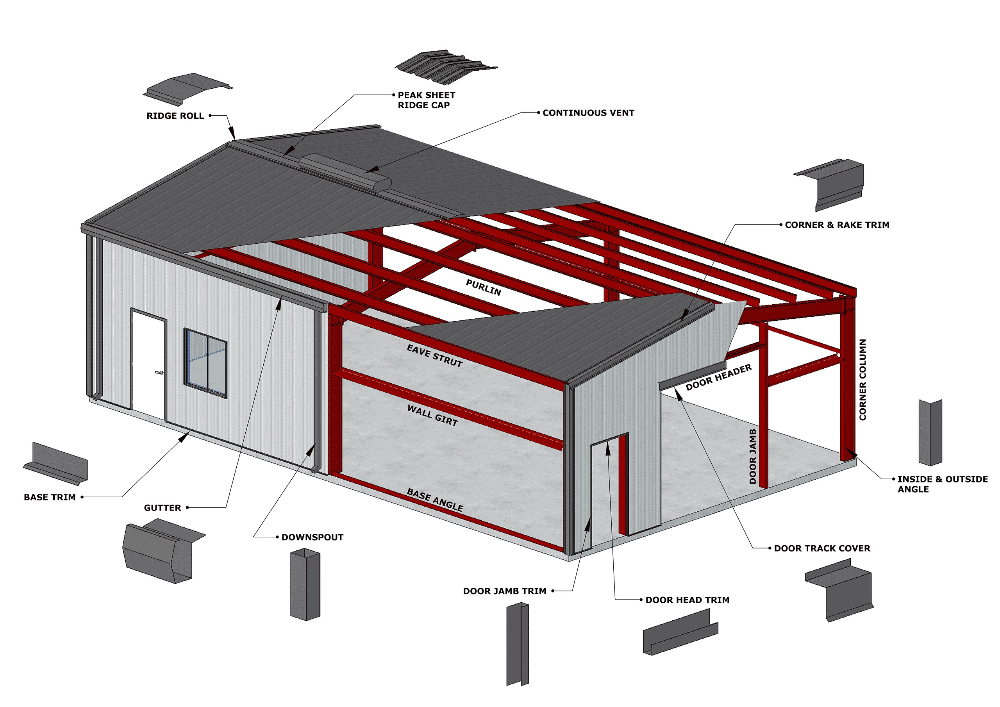 PEAK SHEET
RIDGE CAP
RIDGE ROLL
CONTINUOUS VENT
CORNER & RAKE TRIM
PURLIN
EAVE STRUT
DOOR HEADER
CORNER COLUMN
WALL GIRT
DOOR JAMB
INSIDE & OUTSIDE
ANGLE
BASE TRIM
BASE ANGLE
GUTTER
DOWNSPOUT
DOOR TRACK COVER
DOOR JAMB TRIM
DOOR HEAD TRIM